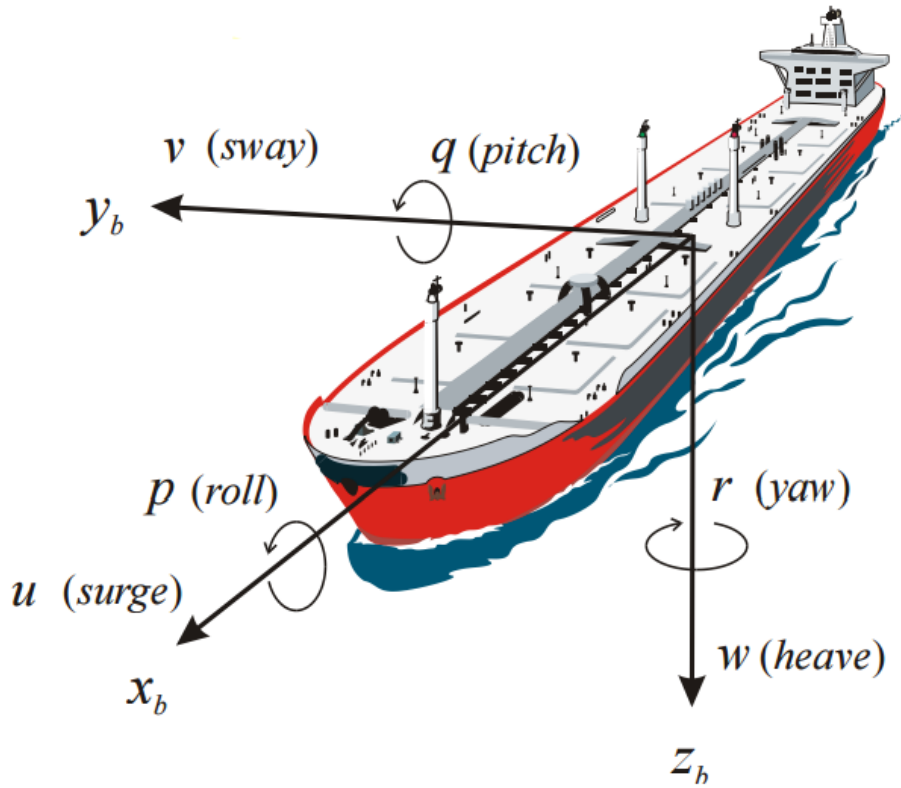 v (sway)
q (pitch)
y_b
p (roll)
r (yaw)
u (surge)
w (heave)
x_b
z_b